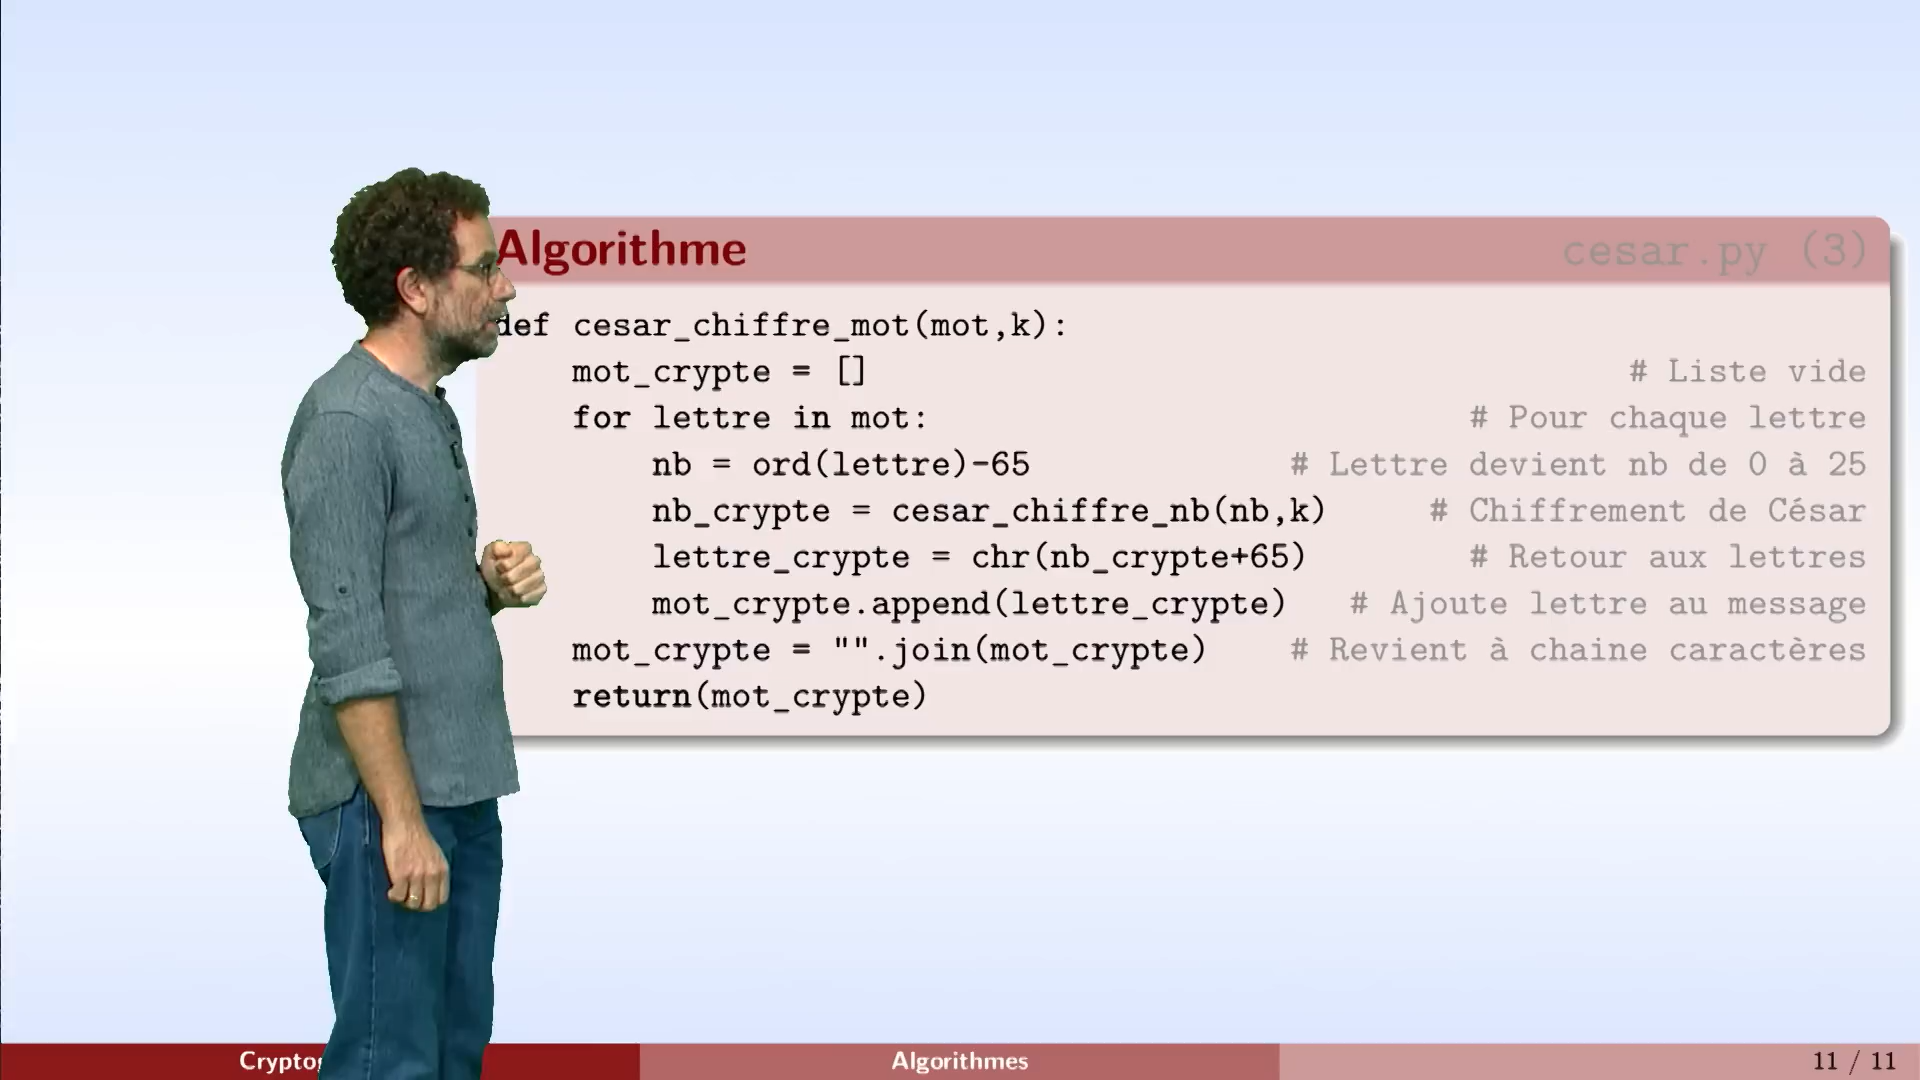 Algorithme cesar.py (3)
def cesar_chiffre_mot(mot,k):
mot_crypte = [] # Liste vide
for lettre in mot: # Pour chaque lettre
nb = ord(lettre)-65 # Lettre devient nb de 0 à 25
nb_crypte = cesar_chiffre_nb(nb,k) # Chiffrement de César
lettre_crypte = chr(nb_crypte+65) # Retour aux lettres
mot_crypte.append(lettre_crypte) # Ajoute lettre au message
mot_crypte = "".join(mot_crypte) # Revient à chaine caractères
return(mot_crypte)
Algorithmes 11 / 11